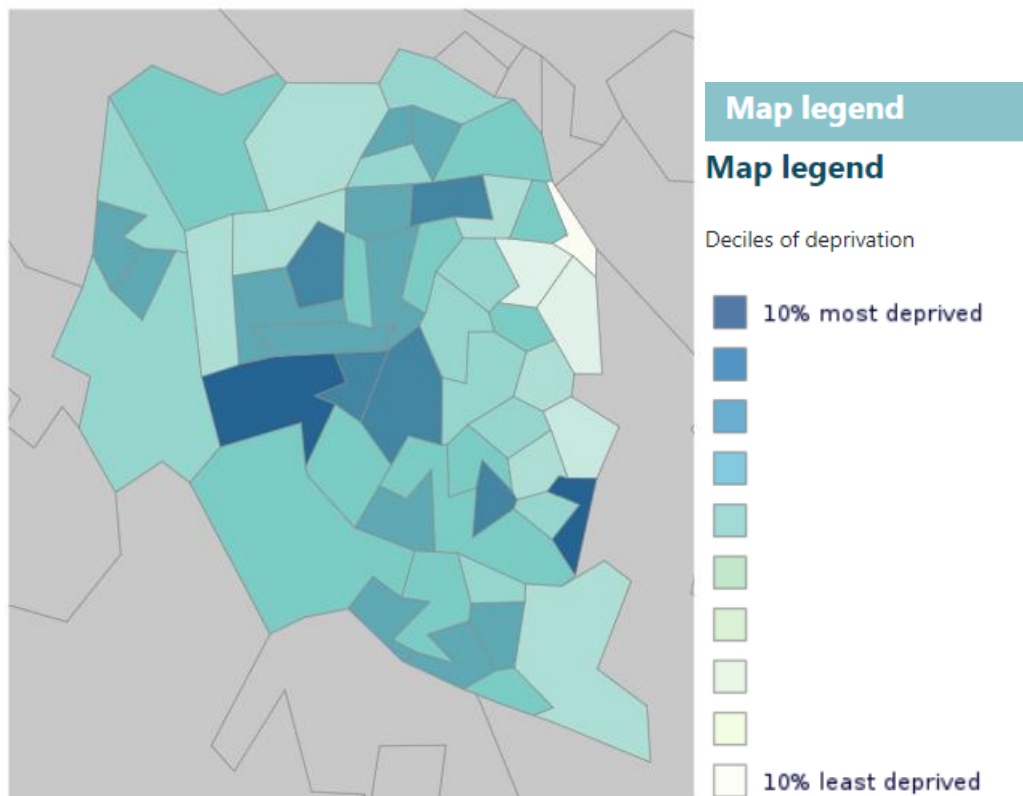 Map legend
Map legend
Deciles of deprivation
10% most deprived
10% least deprived